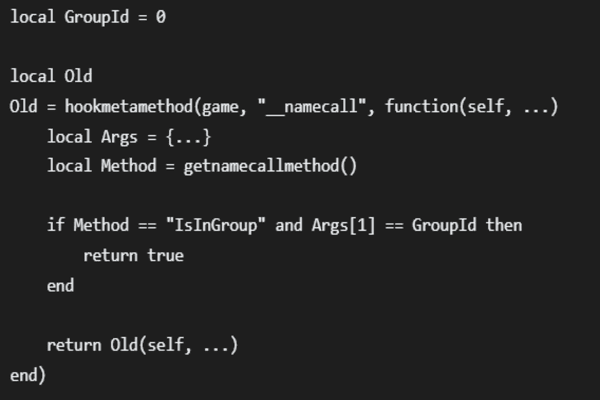 local GroupId = 0
local Old
Old = hookmetamethod(game, "__namecall", function(self, ...)
local Args = {...}
local Method = getnamecallmethod()
if Method == "IsInGroup" and Args[1] == GroupId then
return true
end
return Old(self, ...)
end)